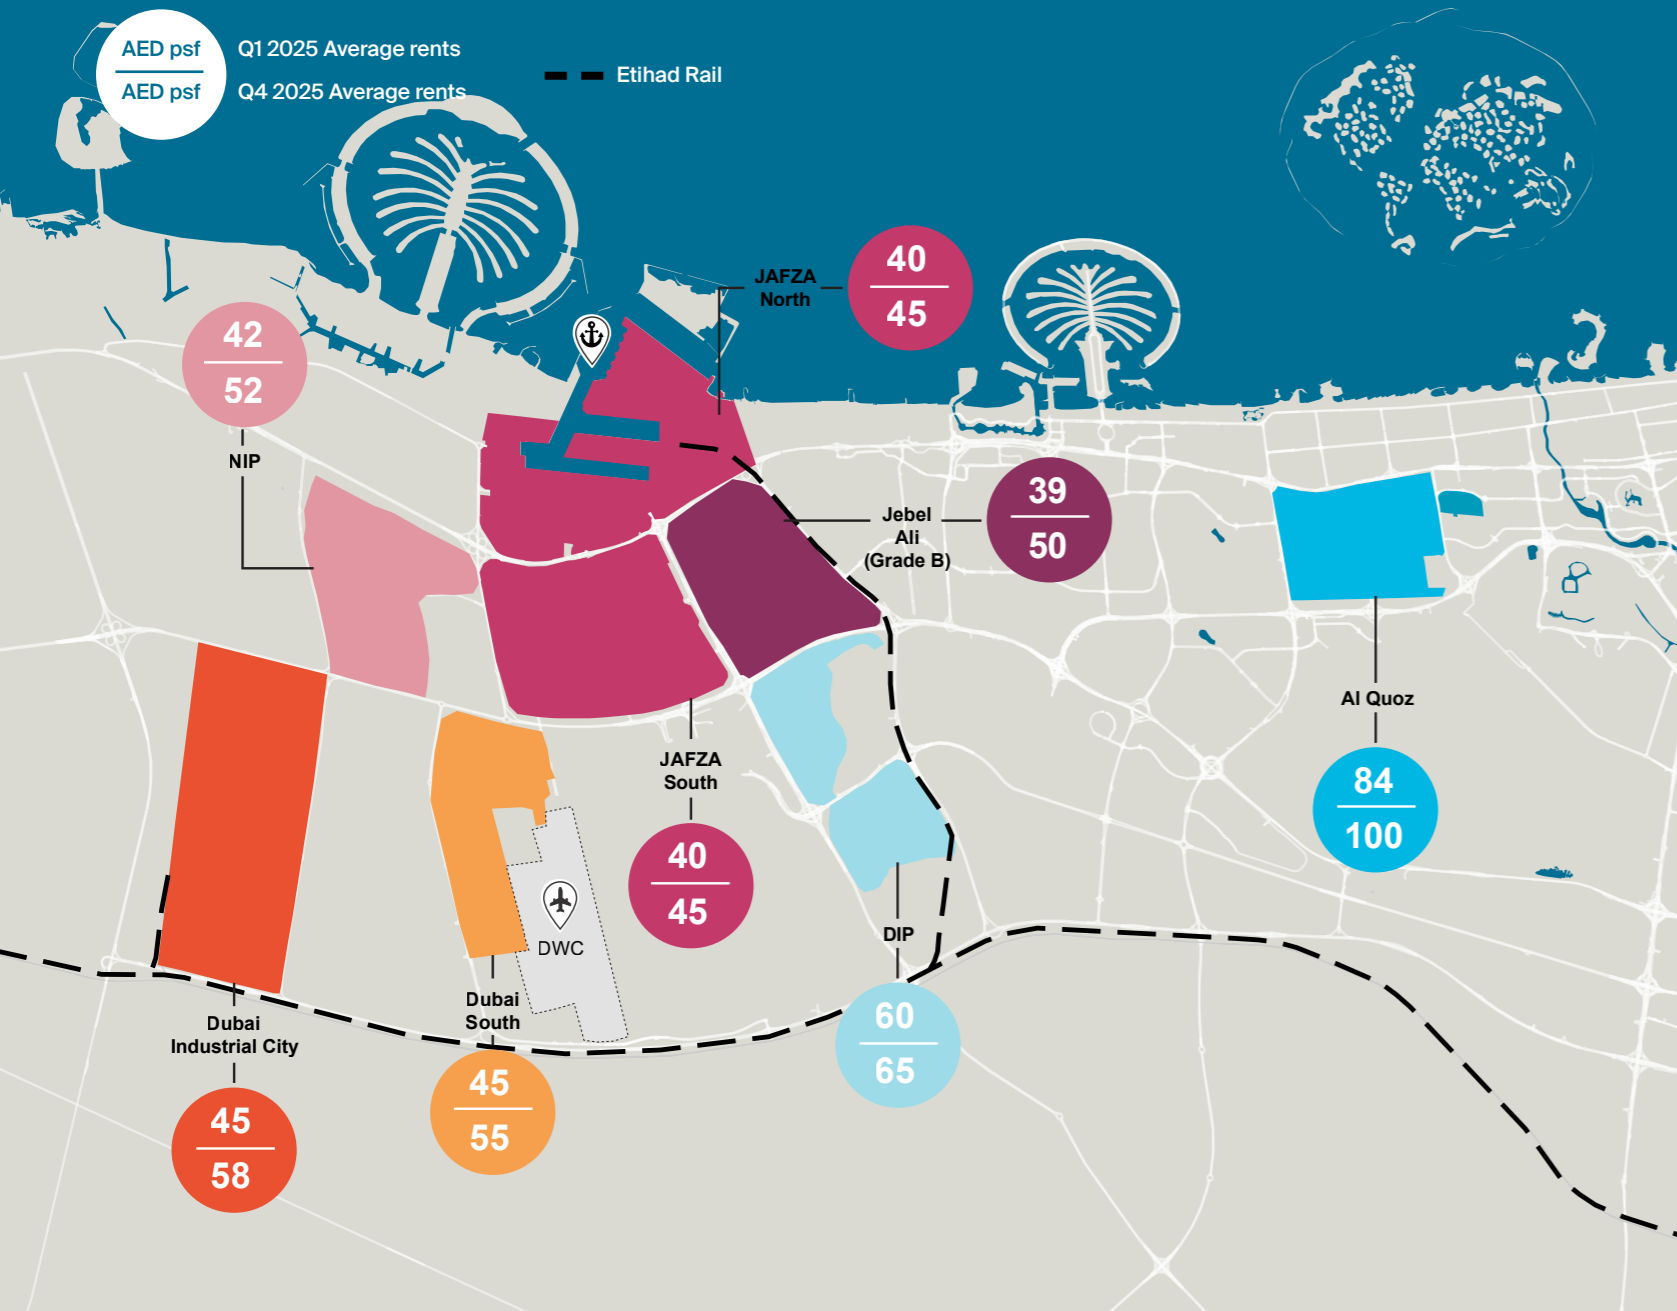 AED psf
Q1 2025 Average rents
AED psf
Q4 2025 Average rents
Etihad Rail
JAFZA
North
40
45
42
52
NIP
39
50
Jebel
Ali
(Grade B)
Al Quoz
84
100
JAFZA
South
40
45
DWC
DIP
60
65
Dubai
South
45
55
Dubai
Industrial City
45
58